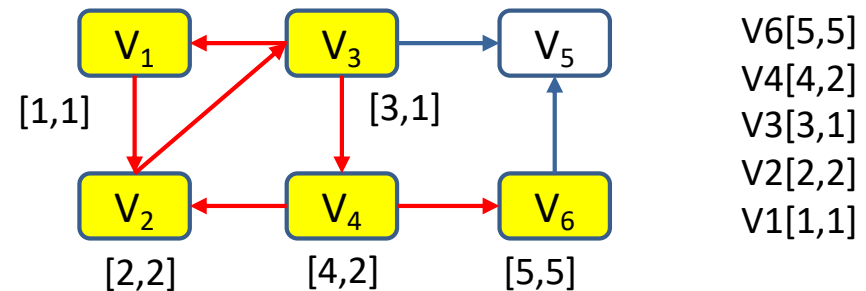 V₁ V₃ V₅
[1,1] [3,1]
V₂ V₄ V₆
[2,2] [4,2] [5,5]
V6[5,5]
V4[4,2]
V3[3,1]
V2[2,2]
V1[1,1]